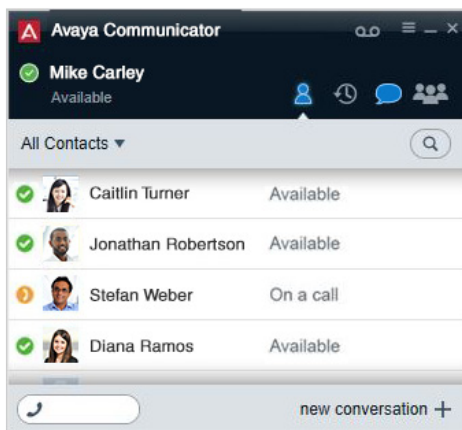 Avaya Communicator
Mike Carley
Available
All Contacts
Caitlin Turner Available
Jonathan Robertson Available
Stefan Weber On a call
Diana Ramos Available
new conversation +